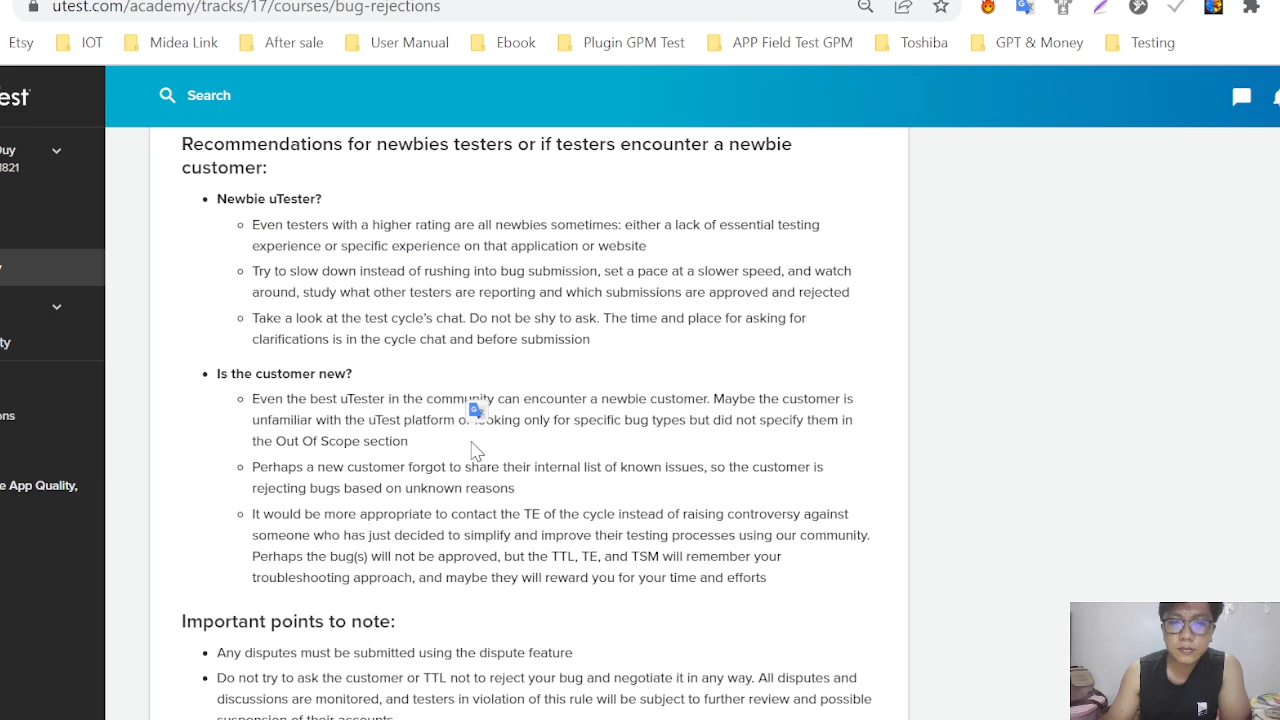 utest.com/academy/tracks/17/courses/bug-rejections
Etsy IOT Midea Link After sale User Manual Ebook Plugin GPM Test APP Field Test GPM Toshiba GPT & Money Testing
Search
Duy
Recommendations for newbies testers or if testers encounter a newbie
customer:
Newbie uTester?
Even testers with a higher rating are all newbies sometimes: either a lack of essential testing
experience or specific experience on that application or website
Try to slow down instead of rushing into bug submission, set a pace at a slower speed, and watch
around, study what other testers are reporting and which submissions are approved and rejected
Take a look at the test cycle's chat. Do not be shy to ask. The time and place for asking for
clarifications is in the cycle chat and before submission
Is the customer new?
Even the best uTester in the community can encounter a newbie customer. Maybe the customer is
unfamiliar with the uTest platform or looking only for specific bug types but did not specify them in
the Out Of Scope section
Perhaps a new customer forgot to share their internal list of known issues, so the customer is
rejecting bugs based on unknown reasons
It would be more appropriate to contact the TE of the cycle instead of raising controversy against
someone who has just decided to simplify and improve their testing processes using our community.
Perhaps the bug(s) will not be approved, but the TTL, TE, and TSM will remember your
troubleshooting approach, and maybe they will reward you for your time and efforts
e App Quality,
Important points to note:
Any disputes must be submitted using the dispute feature
Do not try to ask the customer or TTL not to reject your bug and negotiate it in any way. All disputes and
discussions are monitored, and testers in violation of this rule will be subject to further review and possible
suspension of their accounts